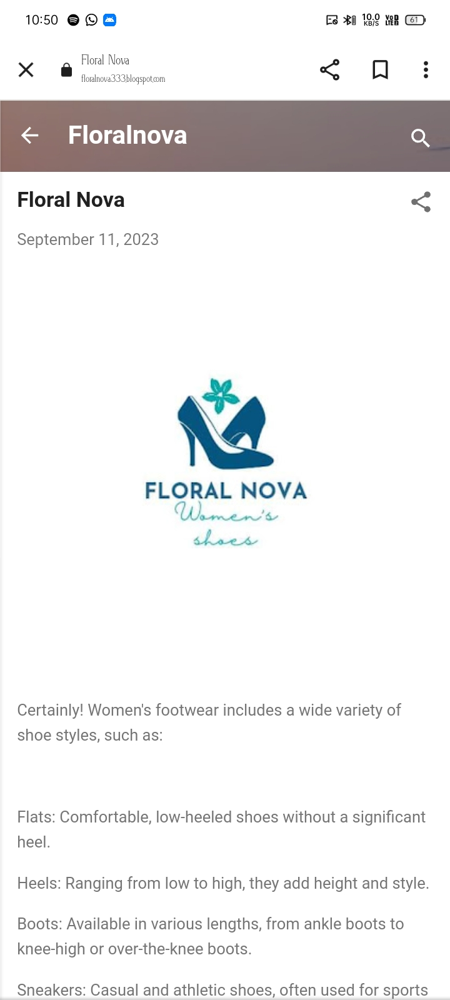 10:50
10.0
KB/S
VoD
LTE
61
Floral Nova
floralnova333.blogspot.com
Floralnova
Floral Nova
September 11, 2023
FLORAL NOVA
Women's
shoes
Certainly! Women's footwear includes a wide variety of
shoe styles, such as:
Flats: Comfortable, low-heeled shoes without a significant
heel.
Heels: Ranging from low to high, they add height and style.
Boots: Available in various lengths, from ankle boots to
knee-high or over-the-knee boots.
Sneakers: Casual and athletic shoes, often used for sports